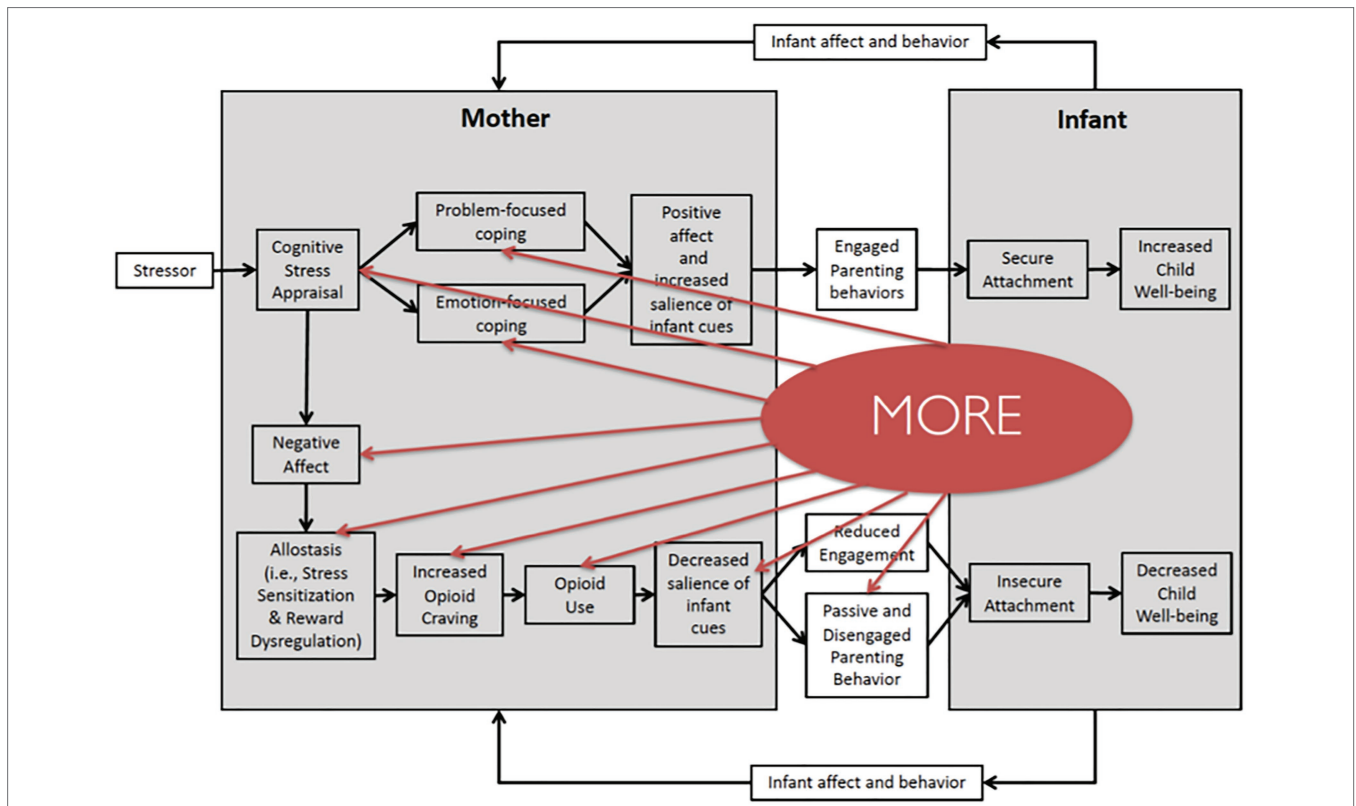 Infant affect and behavior
Mother
Infant
Stressor
Cognitive
Stress
Appraisal
Problem-focused
coping
Emotion-focused
coping
Positive
affect
and
increased
salience of
infant cues
Engaged
Parenting
behaviors
Secure
Attachment
Increased
Child
Well-being
MORE
Negative
Affect
Allostasis
(i.e., Stress
Sensitization
& Reward
Dysregulation)
Increased
Opioid
Craving
Opioid
Use
Decreased
salience of
infant
cues
Reduced
Engagement
Passive and
Disengaged
Parenting
Behavior
Insecure
Attachment
Decreased
Child
Well-being
Infant affect and behavior